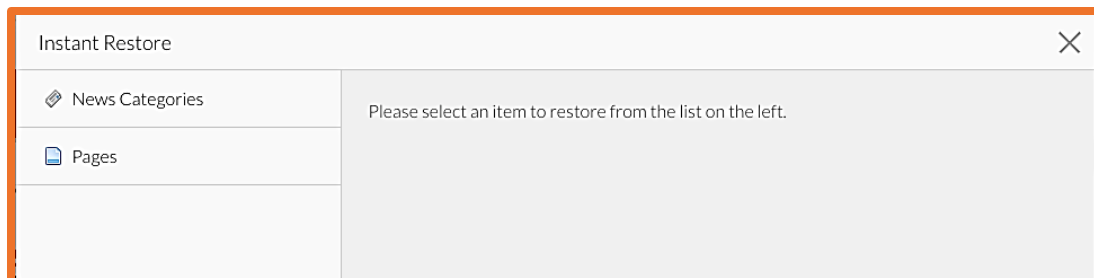 Instant Restore
News Categories
Please select an item to restore from the list on the left.
Pages